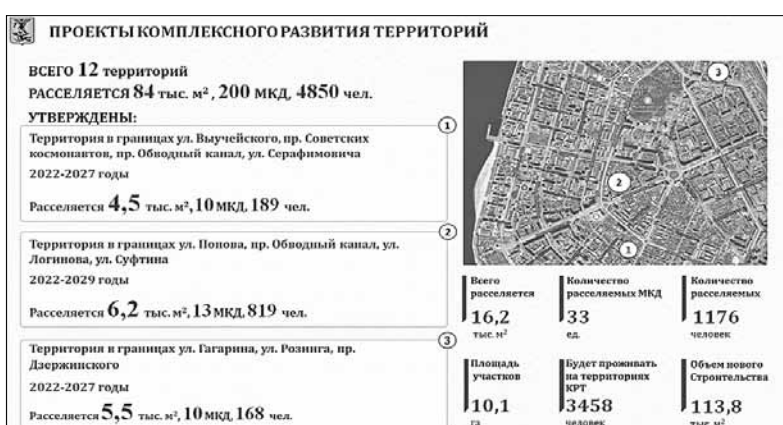 ПРОЕКТЫ КОМПЛЕКСНОГО РАЗВИТИЯ ТЕРРИТОРИЙ
ВСЕГО 12 территорий
РАССЕЛЯЕТСЯ 84 тыс. м², 200 МКД, 4850 чел.
УТВЕРЖДЕНЫ:
1
Территория в границах ул. Выучейского, пр. Советских
космонавтов, пр. Обводный канал, ул. Серафимовича
2022-2027 годы
Расселяется 4,5 тыс. м², 10 МКД, 189 чел.
2
Территория в границах ул. Попова, пр. Обводный канал, ул.
Логинова, ул. Суфтина
2022-2029 годы
Расселяется 6,2 тыс. м², 13 МКД, 819 чел.
3
Территория в границах ул. Гагарина, ул. Розинга, пр.
Дзержинского
2022-2027 годы
Расселяется 5,5 тыс. м², 10 МКД, 168 чел.
3
2
1
Всего
расселяется
16,2
тыс. м²
Количество
расселяемых МКД
33
ед.
Количество
расселяемых
1176
человек
Площадь
участков
10,1
га
Будет проживать
на территориях
КРТ
3458
человек
Объем нового
Строительства
113,8
тыс. м²